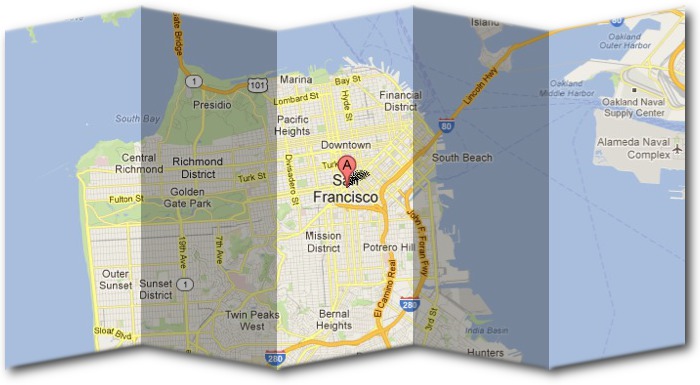 Island
Oakland
Outer Harbor
Gate Bridge
Lincoln Hwy
1
101
Marina
Bay St
Lombard St
Hyde St
Financial
District
Presidio
Oakland
Middle Harbor
Oakland Naval
Supply Center
South Bay
Pacific
Heights
80
Downtown
Alameda Naval
Complex
Central
Richmond
Richmond
District
Divisadero St
A
South Beach
Turk St
San
Francisco
Golden
Gate Park
Fulton St
19th Ave
7th Ave
Mission
District
Potrero Hill
John F. Foran Fwy
Outer
Sunset
Sunset
District
1
El Camino Real
280
Twin Peaks
West
Bernal
Heights
3rd St
Sloat Blvd
India Basin
280
Hunters